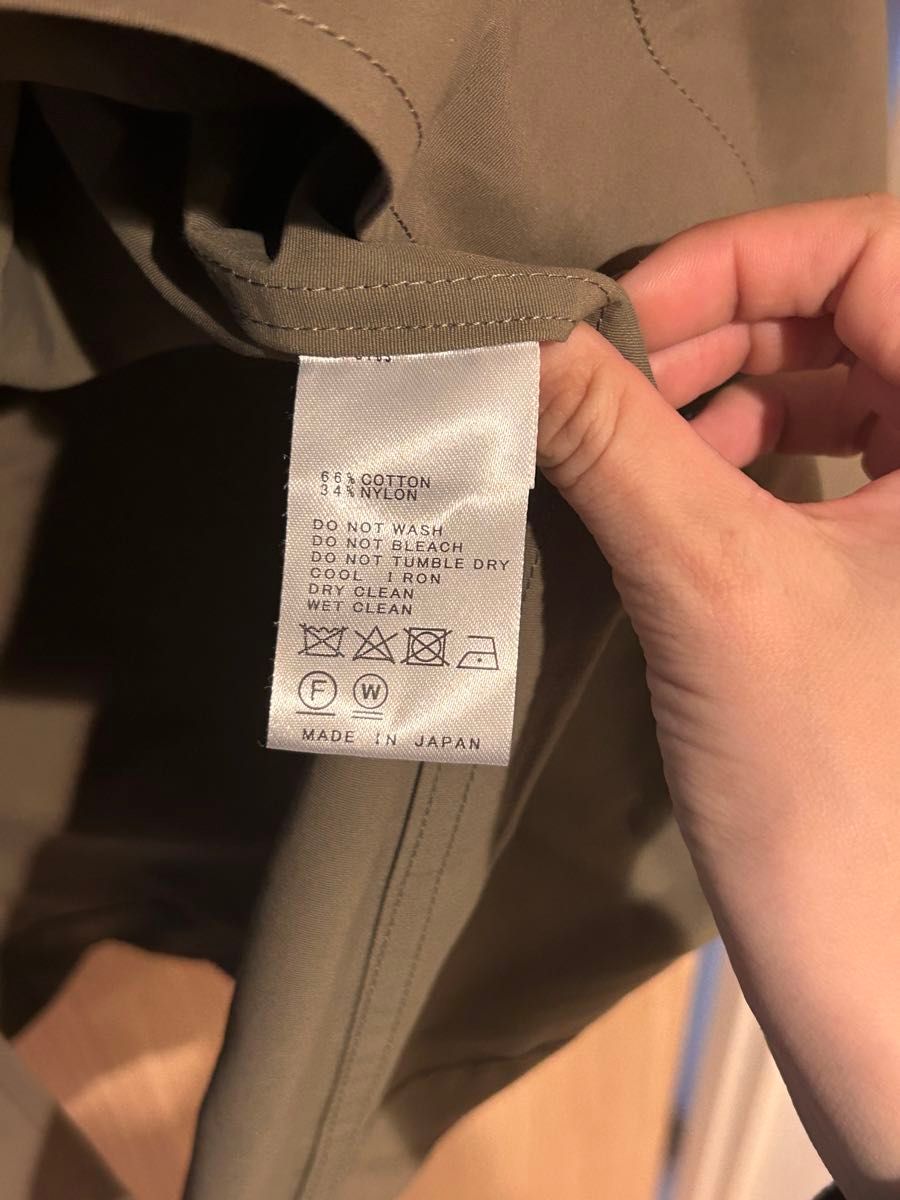 66% COTTON
34% NYLON
DO NOT WASH
DO NOT BLEACH
DO NOT TUMBLE DRY
COOL IRON
DRY CLEAN
WET CLEAN
F W
MADE IN JAPAN